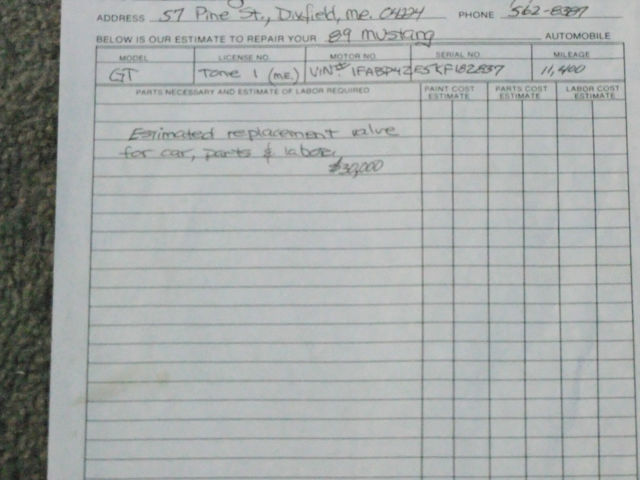 ADDRESS 57 Pine St., Dixfield, Me. 04224 PHONE 562-8389
BELOW IS OUR ESTIMATE TO REPAIR YOUR 89 Mustang AUTOMOBILE
MODEL LICENSE NO. MOTOR NO. SERIAL NO. MILEAGE
GT Tone 1 (ME.) VIN# 1FABP42E5KF182837 11,400
PARTS NECESSARY AND ESTIMATE OF LABOR REQUIRED PAINT COST ESTIMATE PARTS COST ESTIMATE LABOR COST ESTIMATE
Estimated replacement value
for car, parts & labor,
$30,000